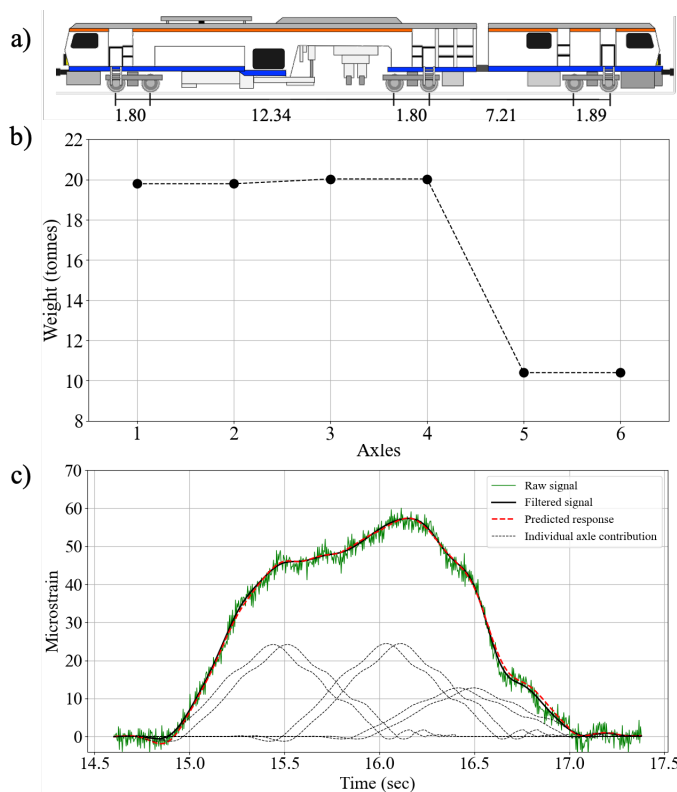 a)
1.80 12.34 1.80 7.21 1.89
b)
22
20
18
16
14
12
10
8
Weight (tonnes)
1 2 3 4 5 6
Axles
c)
70
60
50
40
30
20
10
0
Microstrain
Raw signal
Filtered signal
Predicted response
Individual axle contribution
14.5 15.0 15.5 16.0 16.5 17.0 17.5
Time (sec)